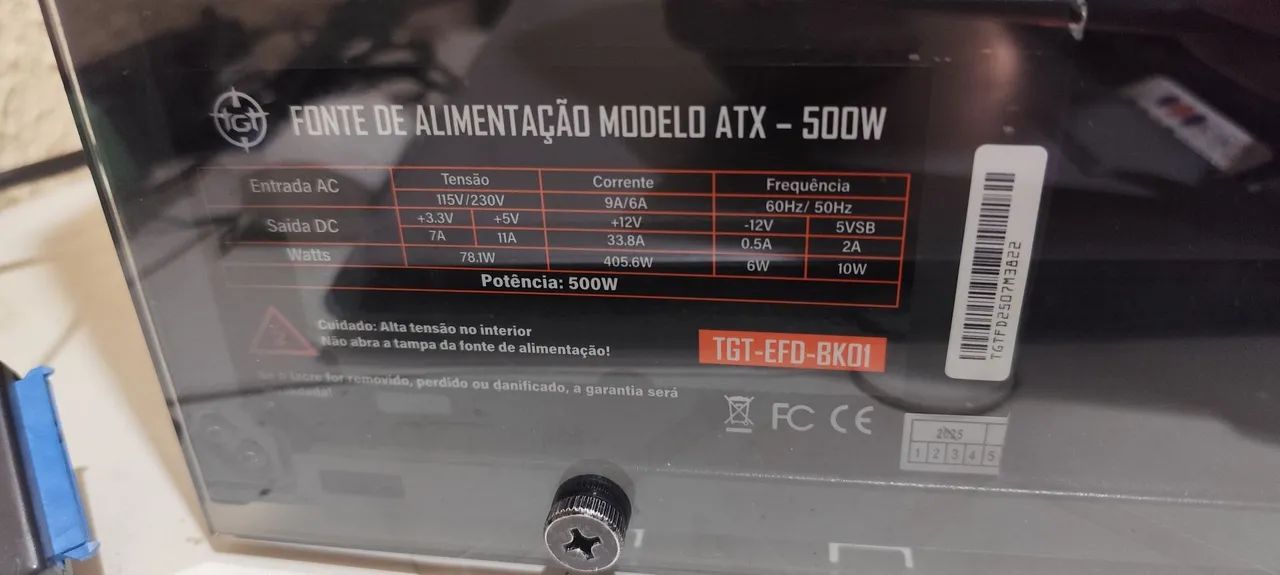 TGT
FONTE DE ALIMENTAÇÃO MODELO ATX – 500W
Entrada AC Tensão Corrente Frequência
115V/230V 9A/6A 60Hz/ 50Hz
Saida DC +3.3V +5V +12V -12V 5VSB
7A 11A 33.8A 0.5A 2A
Watts 78.1W 405.6W 6W 10W
Potência: 500W
Cuidado: Alta tensão no interior
Não abra a tampa da fonte de alimentação!
Se o lacre for removido, perdido ou danificado, a garantia será
TGT-EFD-BK01
FC CE
TGTFD2507M3822
2025
1 2 3 4 5